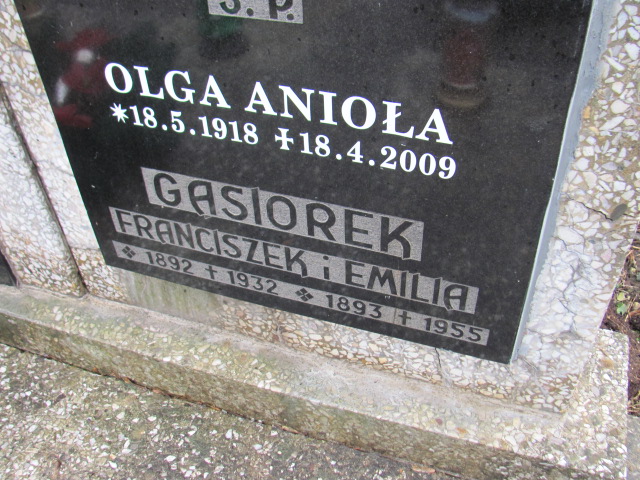 Ś. P.
OLGA ANIOŁA
*18.5.1918 +18.4.2009
GĄSIOREK
FRANCISZEK i EMILIA
❖ 1892 + 1932 ❖ 1893 + 1955